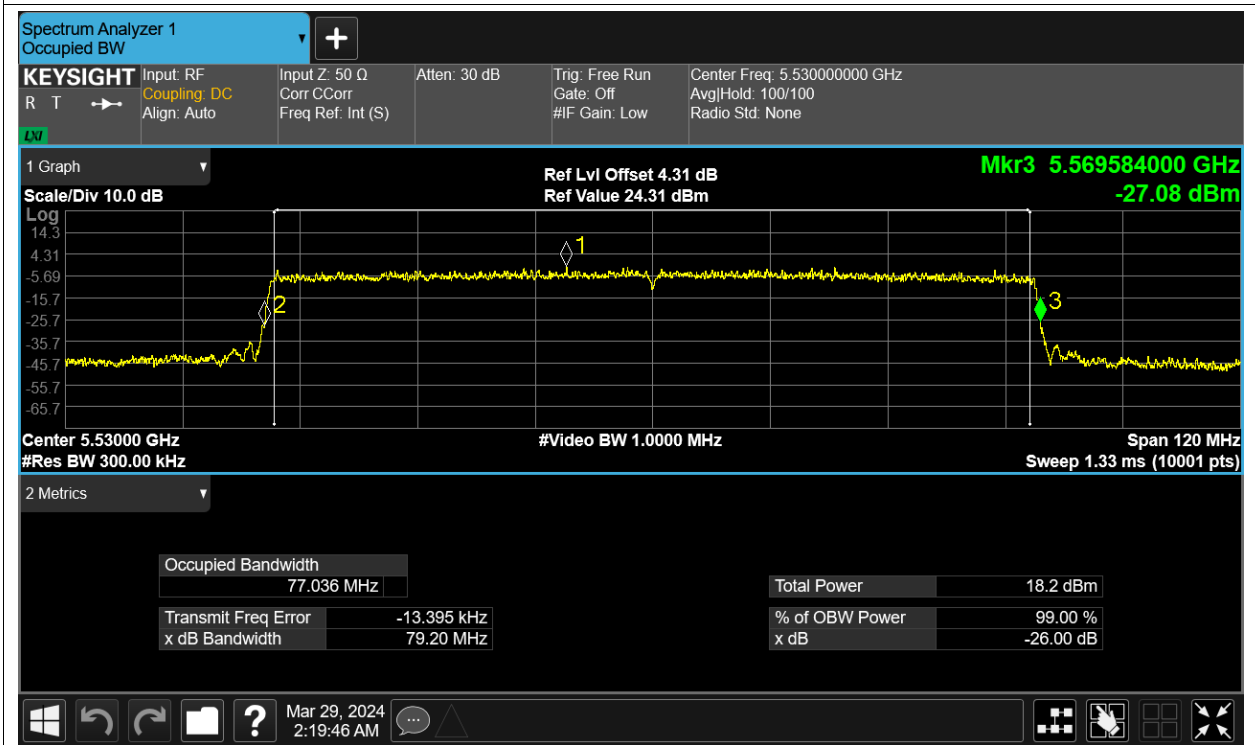 Spectrum Analyzer 1
Occupied BW
KEYSIGHT
R T
LXI
Input: RF
Coupling: DC
Align: Auto
Input Z: 50 Ω
Corr CCorr
Freq Ref: Int (S)
Atten: 30 dB
Trig: Free Run
Gate: Off
#IF Gain: Low
Center Freq: 5.530000000 GHz
Avg|Hold: 100/100
Radio Std: None
1 Graph
Scale/Div 10.0 dB
Ref Lvl Offset 4.31 dB
Ref Value 24.31 dBm
Mkr3 5.569584000 GHz
-27.08 dBm
Log
14.3
4.31
-5.69
-15.7
-25.7
-35.7
-45.7
-55.7
-65.7
1
2
3
Center 5.53000 GHz
#Video BW 1.0000 MHz
Span 120 MHz
#Res BW 300.00 kHz
Sweep 1.33 ms (10001 pts)
2 Metrics
Occupied Bandwidth
77.036 MHz
Transmit Freq Error -13.395 kHz
x dB Bandwidth 79.20 MHz
Total Power 18.2 dBm
% of OBW Power 99.00 %
x dB -26.00 dB
?
Mar 29, 2024
2:19:46 AM